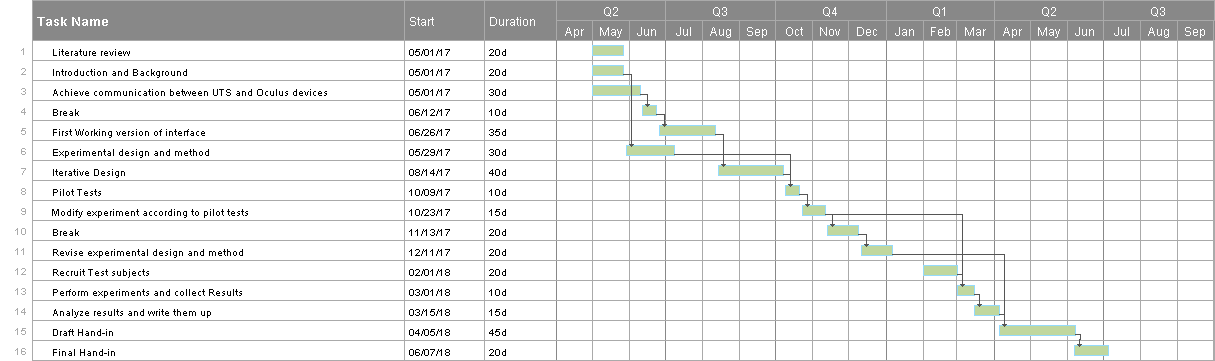 Task Name Start Duration Q2 Q3 Q4 Q1 Q2 Q3
Apr May Jun Jul Aug Sep Oct Nov Dec Jan Feb Mar Apr May Jun Jul Aug Sep
1 Literature review 05/01/17 20d
2 Introduction and Background 05/01/17 20d
3 Achieve communication between UTS and Oculus devices 05/01/17 30d
4 Break 06/12/17 10d
5 First Working version of interface 06/26/17 35d
6 Experimental design and method 05/29/17 30d
7 Iterative Design 08/14/17 40d
8 Pilot Tests 10/09/17 10d
9 Modify experiment according to pilot tests 10/23/17 15d
10 Break 11/13/17 20d
11 Revise experimental design and method 12/11/17 20d
12 Recruit Test subjects 02/01/18 20d
13 Perform experiments and collect Results 03/01/18 10d
14 Analyze results and write them up 03/15/18 15d
15 Draft Hand-in 04/05/18 45d
16 Final Hand-in 06/07/18 20d